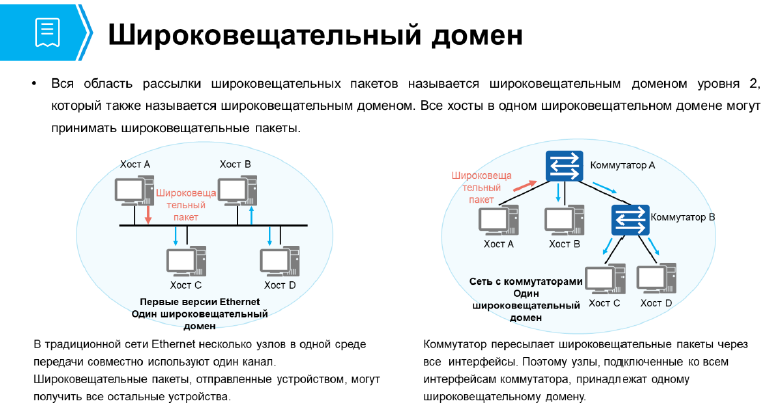 Широковещательный домен
• Вся область рассылки широковещательных пакетов называется широковещательным доменом уровня 2,
который также называется широковещательным доменом. Все хосты в одном широковещательном домене могут
принимать широковещательные пакеты.
Хост А
Хост В
Широковеща
тельный
пакет
Хост С
Хост D
Первые версии Ethernet
Один широковещательный
домен
В традиционной сети Ethernet несколько узлов в одной среде
передачи совместно используют один канал.
Широковещательные пакеты, отправленные устройством, могут
получить все остальные устройства.
Коммутатор А
Широковеща
тельный
пакет
Коммутатор В
Хост А
Хост В
Сеть с коммутаторами
Один
широковещательный
домен
Хост С
Хост D
Коммутатор пересылает широковещательные пакеты через
все интерфейсы. Поэтому узлы, подключенные ко всем
интерфейсам коммутатора, принадлежат одному
широковещательному домену.